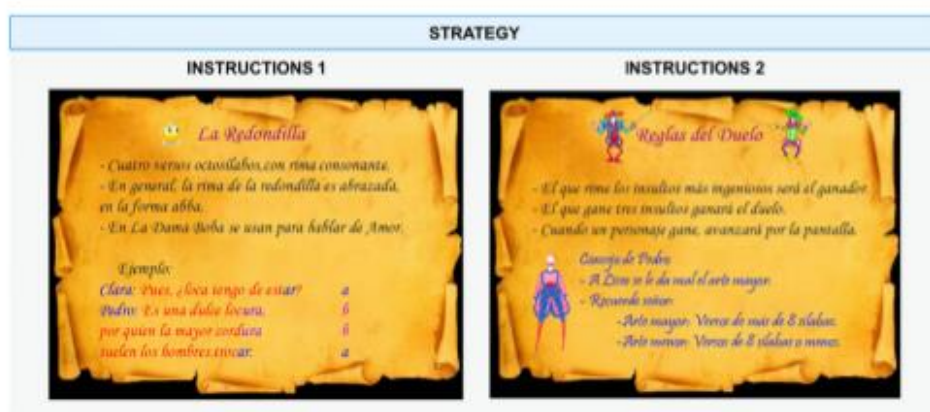 STRATEGY
INSTRUCTIONS 1
INSTRUCTIONS 2
La Redondilla
- Cuatro versos octosílabos con rima consonante.
- En general, la rima de la redondilla es abrazada,
en la forma abba.
- En La Dama Boba se usan para hablar de Amor.
Ejemplo:
Clara: Pues, ¿loca tengo de estar? a
Pedro: Es una dulce locura, b
por quien la mayor cordura b
suelen los hombres trocar. a
Reglas del Duelo
- El que rime los insultos más ingeniosos será el ganador.
- El que gane tres insultos ganará el duelo.
- Cuando un personaje gane, avanzará por la pantalla.
Consejo de Pedro:
- A Liseo se le da mal el arte mayor.
- Recuerde señor:
- Arte mayor: Versos de más de 8 sílabas.
- Arte menor: Versos de 8 sílabas o menos.